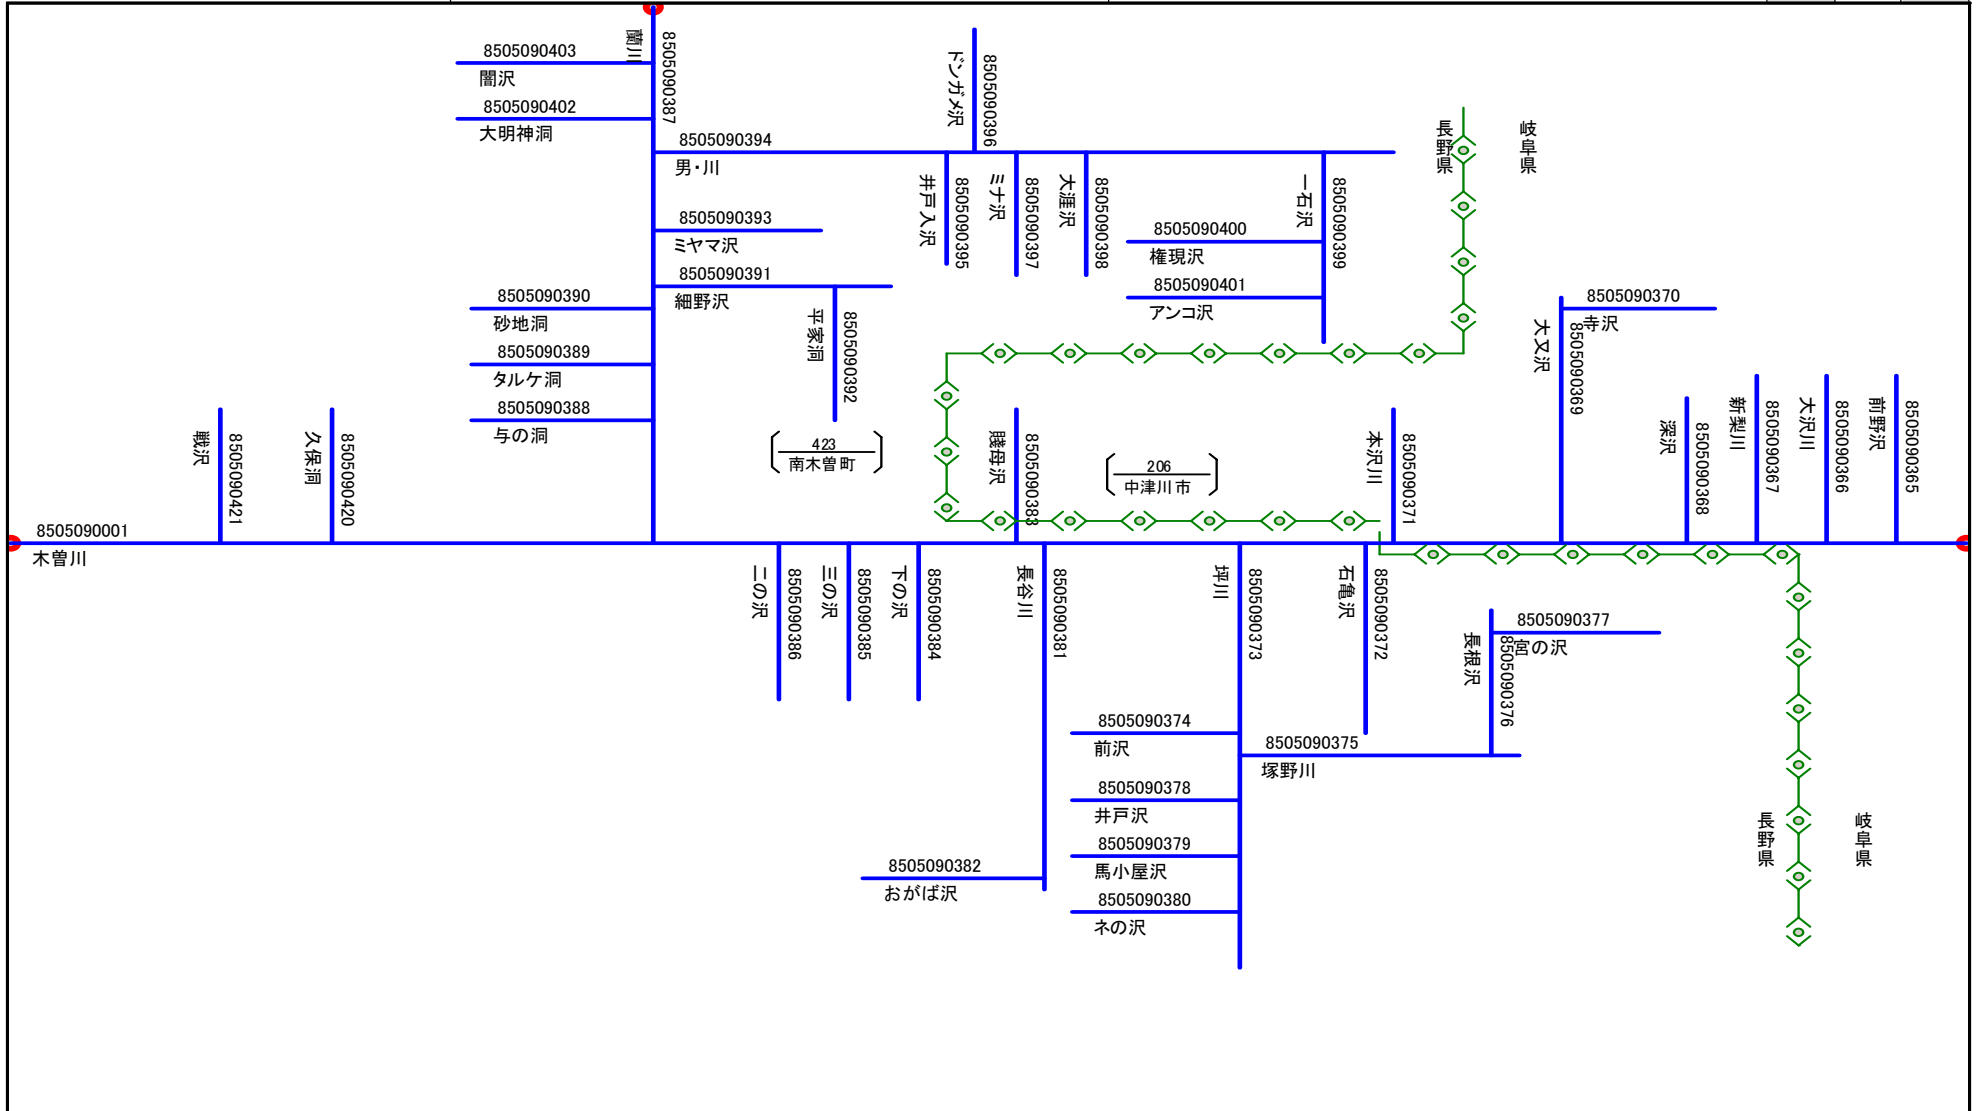 8505090403
闇沢
8505090402
大明神洞
蘭川
8505090387
8505090394
男・川
ドンガメ沢
8505090396
井戸入沢
8505090395
ミナ沢
8505090397
大涯沢
8505090398
一石沢
8505090399
8505090400
権現沢
8505090401
アンコ沢
長野県
岐阜県
8505090393
ミヤマ沢
8505090391
細野沢
平家洞
8505090392
8505090390
砂地洞
8505090389
タルケ洞
8505090388
与の洞
戦沢
8505090421
久保洞
8505090420
423
南木曽町
賤母沢
8505090383
206
中津川市
本沢川
8505090371
大又沢
8505090369
8505090370
寺沢
深沢
8505090368
新梨川
8505090367
大沢川
8505090366
前野沢
8505090365
8505090001
木曽川
二の沢
8505090386
三の沢
8505090385
下の沢
8505090384
長谷川
8505090381
坪川
8505090373
石亀沢
8505090372
長根沢
8505090376
8505090377
宮の沢
8505090374
前沢
8505090375
塚野川
8505090378
井戸沢
8505090379
馬小屋沢
8505090380
ネの沢
8505090382
おがば沢
長野県
岐阜県